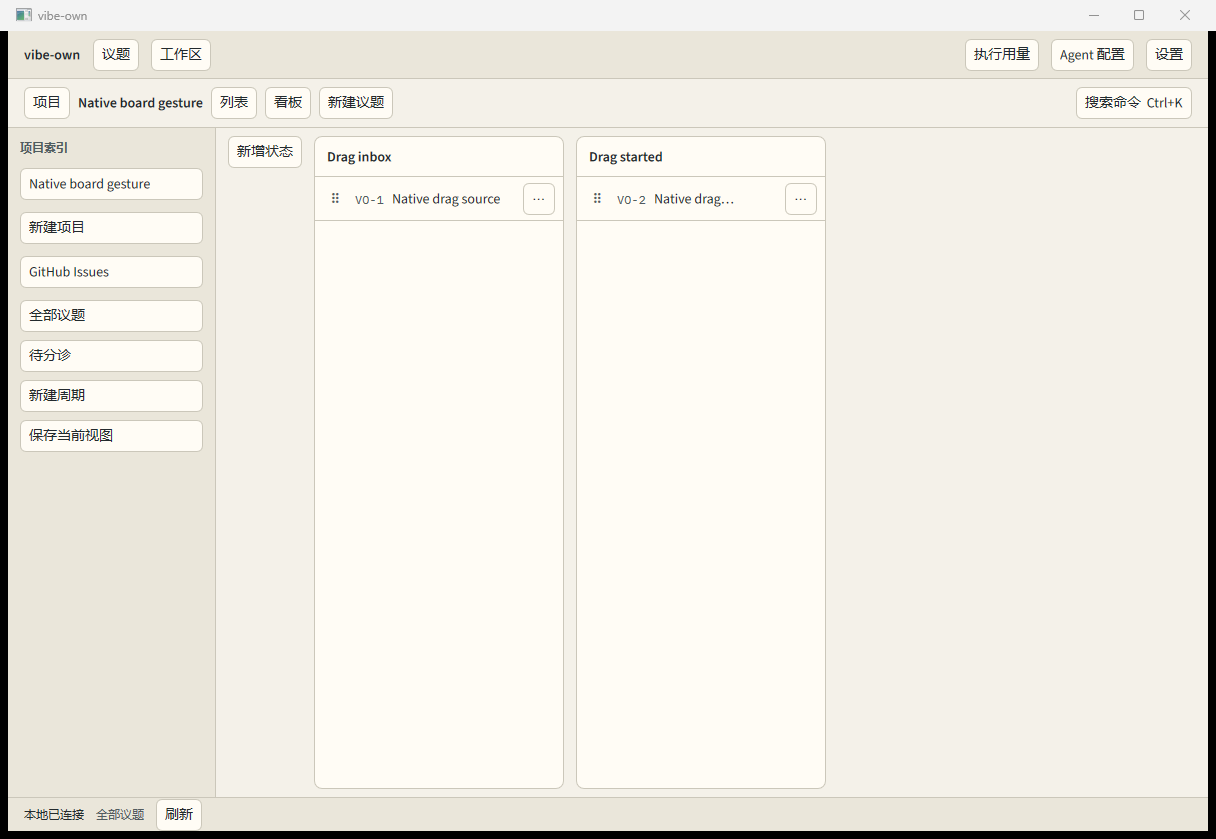 vibe-own
vibe-own 议题 工作区 执行用量 Agent 配置 设置
项目 Native board gesture 列表 看板 新建议题 搜索命令 Ctrl+K
项目索引
Native board gesture
新建项目
GitHub Issues
全部议题
待分诊
新建周期
保存当前视图
新增状态
Drag inbox
VO-1 Native drag source ...
Drag started
VO-2 Native drag... ...
本地已连接 全部议题 刷新